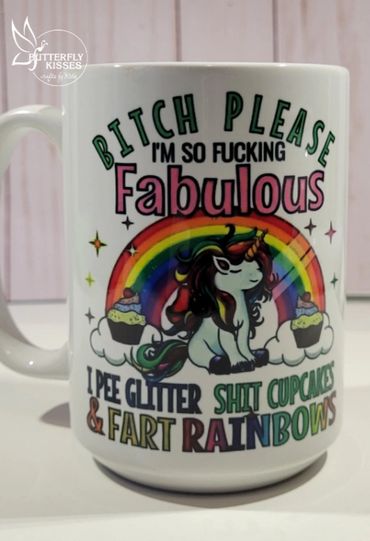 BUTTERFLY
KISSES
BITCH PLEASE
I'M SO FUCKING
Fabulous
I PEE GLITTER SHIT CUPCAKES
& FART RAINBOWS